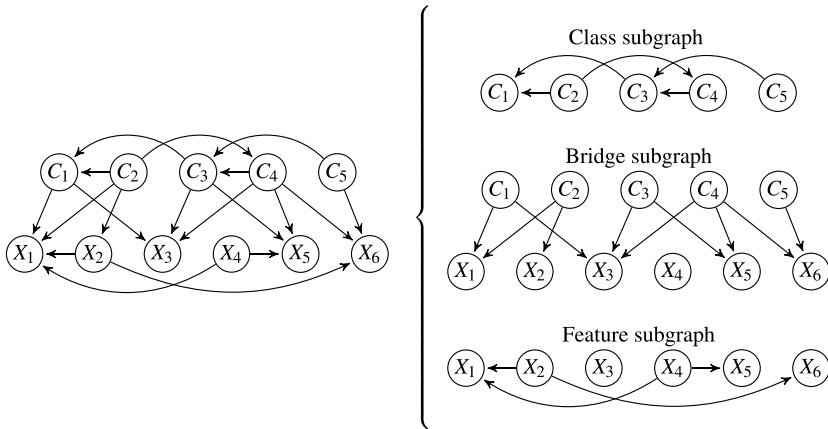 C1 C2 C3 C4 C5
X1 X2 X3 X4 X5 X6
Class subgraph
C1 C2 C3 C4 C5
Bridge subgraph
C1 C2 C3 C4 C5
X1 X2 X3 X4 X5 X6
Feature subgraph
X1 X2 X3 X4 X5 X6